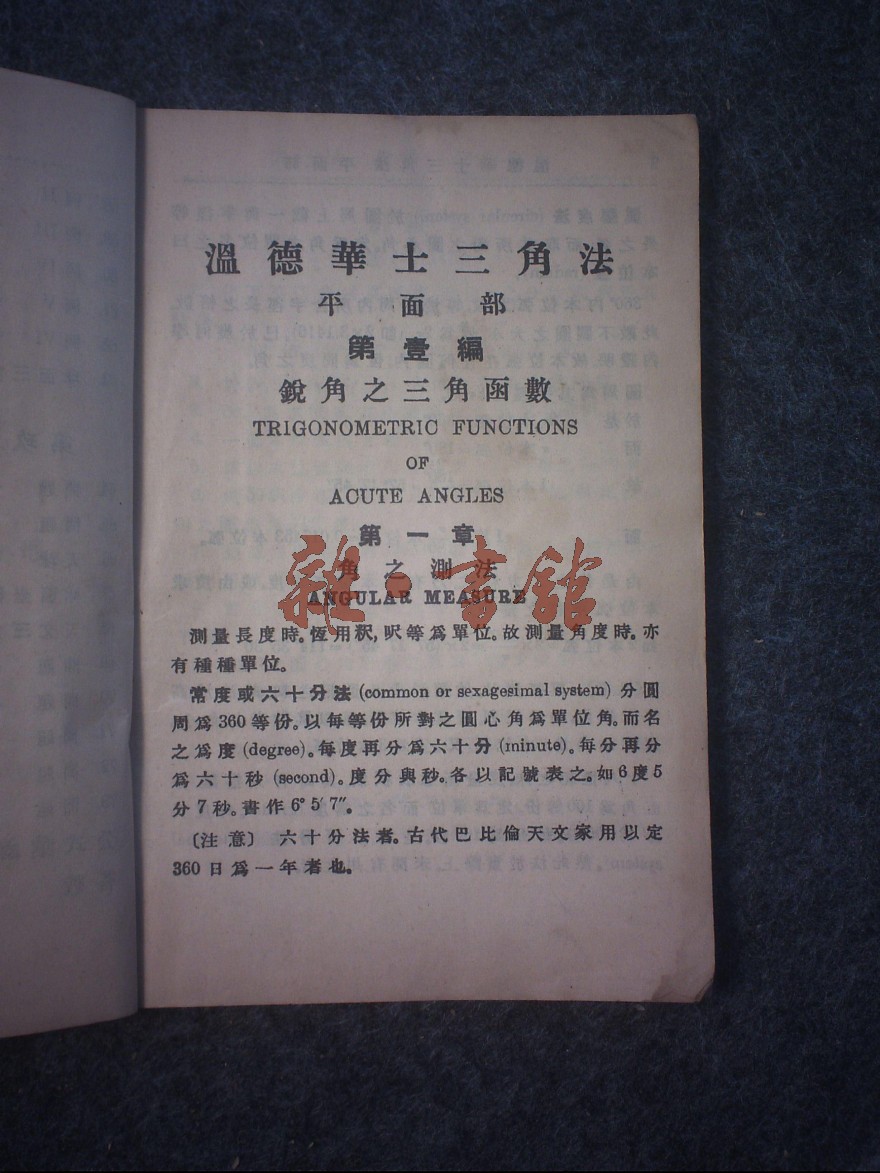 溫德華士三角法
平面部
第壹編
銳角之三角函數
TRIGONOMETRIC FUNCTIONS
OF
ACUTE ANGLES
第一章
角之測法
ANGULAR MEASURE
雜·書館
測量長度時。恆用釈,呎等爲單位。故測量角度時。亦
有種種單位。
常度或六十分法 (common or sexagesimal system) 分圓
周爲360等份。以每等份所對之圓心角爲單位角。而名
之爲度 (degree)。每度再分爲六十分 (minute)。每分再分
爲六十秒 (second)。度分與秒。各以記號表之。如6度5
分7秒。書作 6° 5′ 7″.
〔注意〕 六十分法者。古代巴比倫天文家用以定
360日爲一年者也。